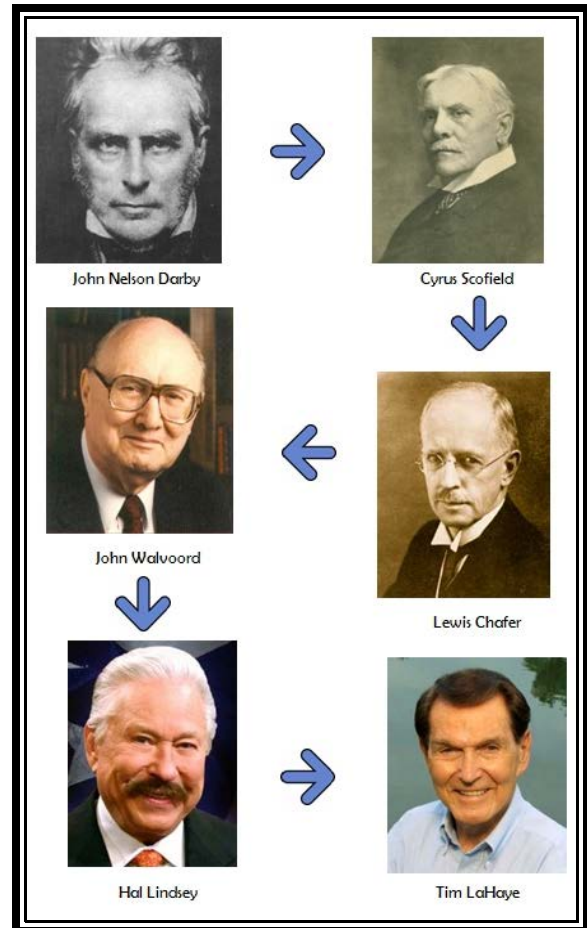 John Nelson Darby
Cyrus Scofield
John Walvoord
Lewis Chafer
Hal Lindsey
Tim LaHaye